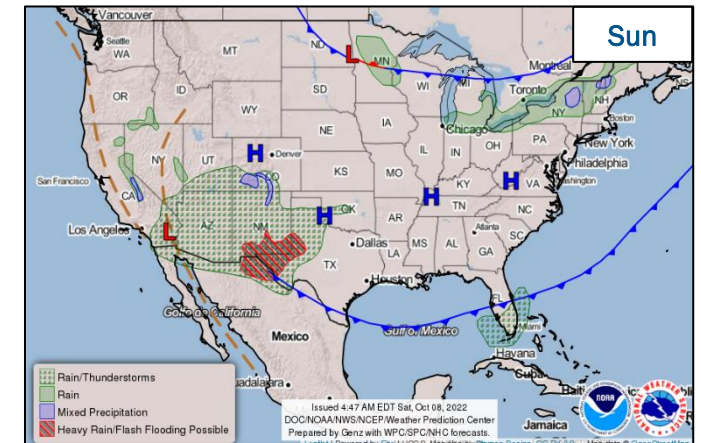 Sun
Vancouver
Seattle
WA
MT
ND
MN
L
Montreal
OR
ID
SD
WI
MI
Toronto
NH
NS
WY
IA
Chicago
NY
Boston
NE
PA
New York
NV
UT
H
Denver
IL
IN
OH
Philadelphia
San Francisco
CA
CO
KS
MO
H
KY
H
VA
Washington
Los Angeles
L
AZ
NM
H
OK
AR
TN
NC
Dallas
MS
AL
Atlanta
SC
LA
GA
TX
Houston
FL
Golfo de California
Gulf of Mexico
Miami
Mexico
Havana
Cuba
Guadalajara
Jamaica
Rain/Thunderstorms
Rain
Mixed Precipitation
Heavy Rain/Flash Flooding Possible
Issued 4:47 AM EDT Sat, Oct 08, 2022
DOC/NOAA/NWS/NCEP/Weather Prediction Center
Prepared by Genz with WPC/SPC/NHC forecasts.
NOAA